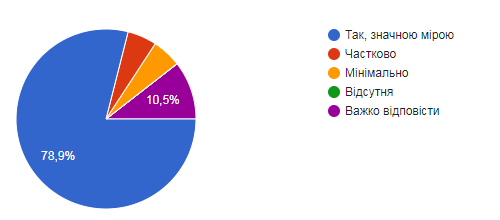 Так, значною мірою
Частково
Мінімально
Відсутня
Важко відповісти
10,5%
78,9%